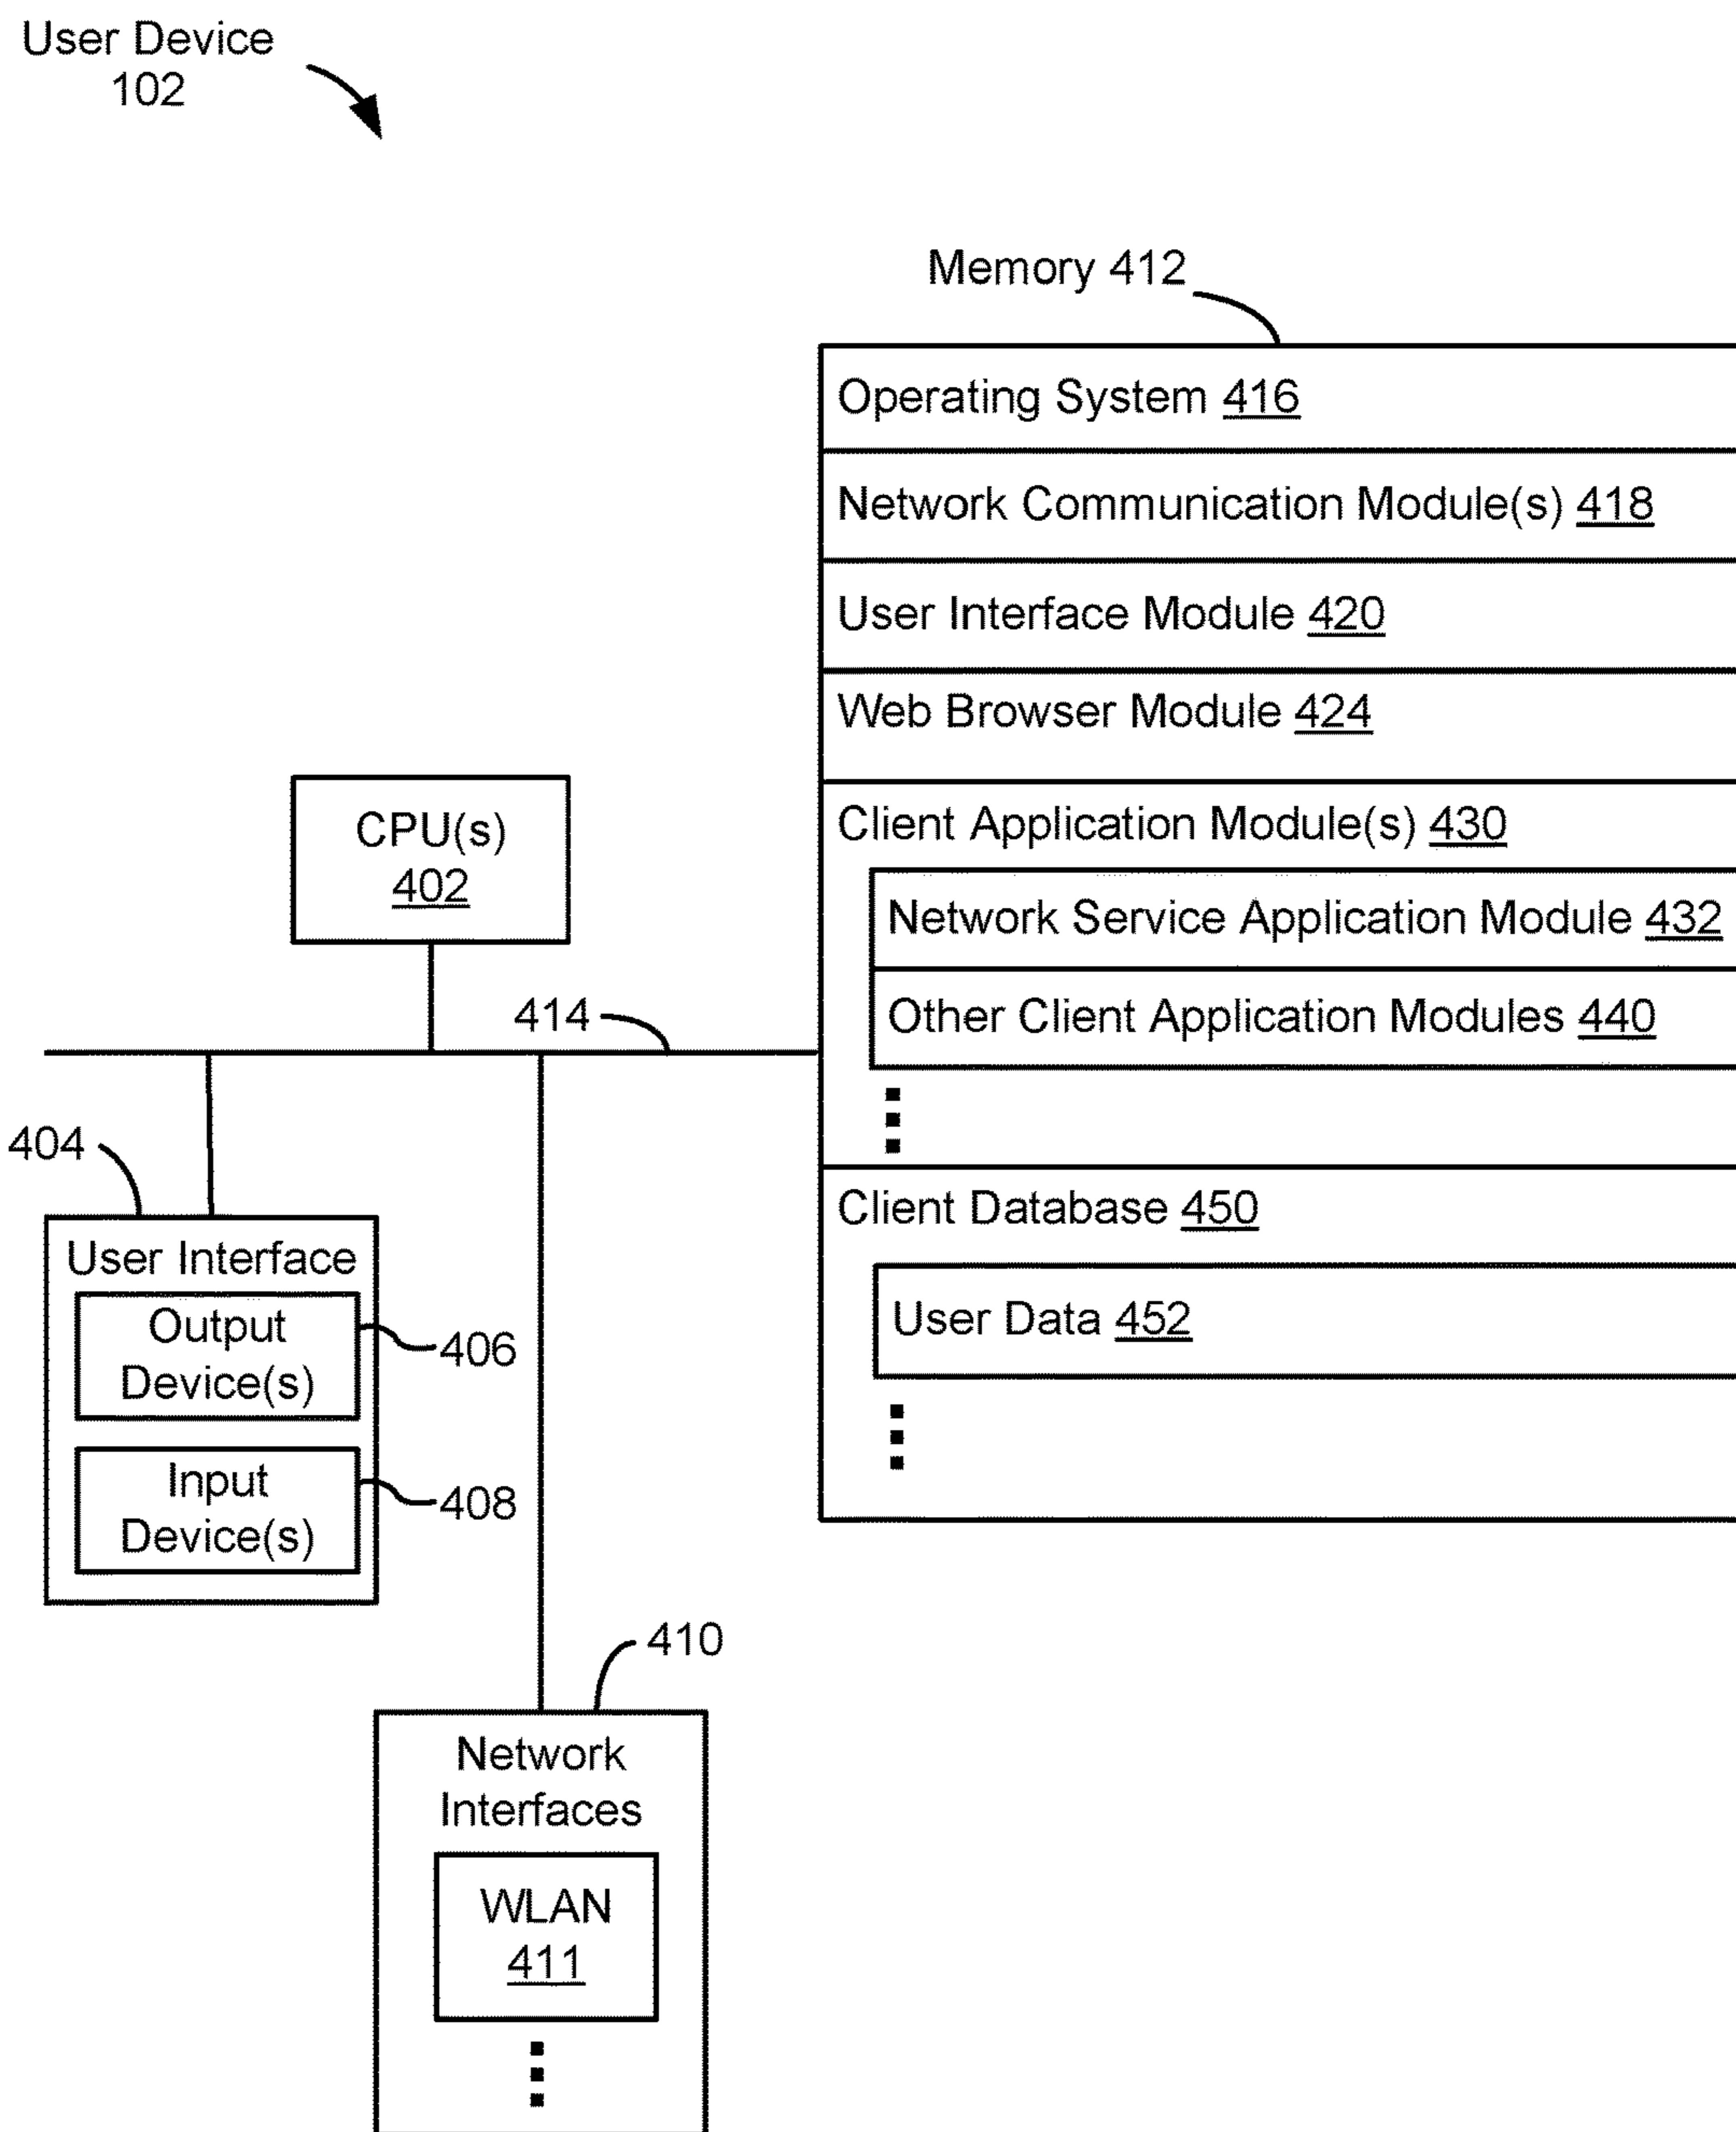 User Device
102
Memory 412
Operating System 416
Network Communication Module(s) 418
User Interface Module 420
Web Browser Module 424
Client Application Module(s) 430
Network Service Application Module 432
Other Client Application Modules 440
Client Database 450
User Data 452
CPU(s)
402
414
404
User Interface
Output
Device(s)
406
Input
Device(s)
408
410
Network
Interfaces
WLAN
411